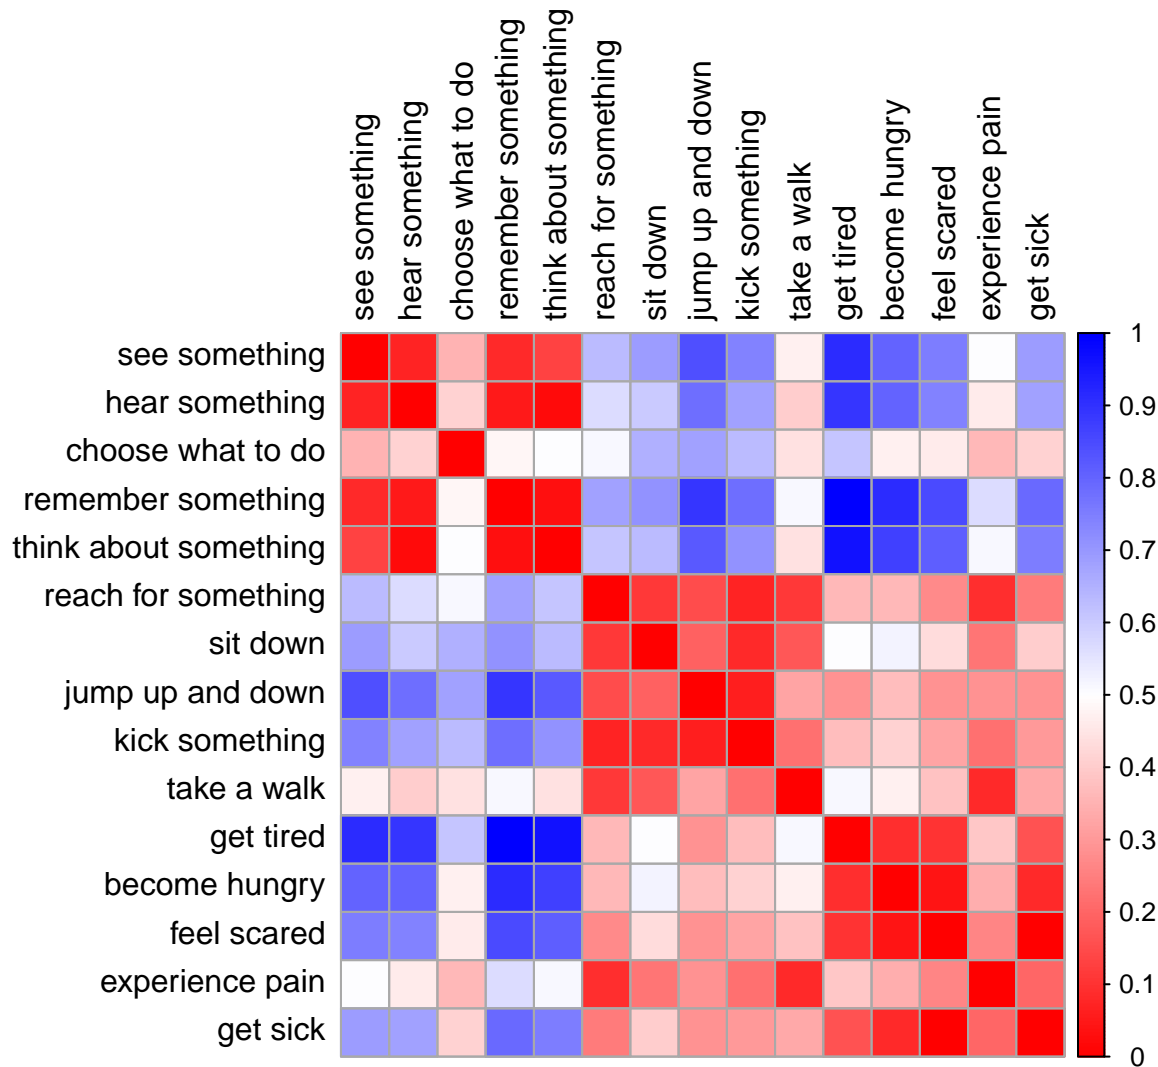 see something
hear something
choose what to do
remember something
think about something
reach for something
sit down
jump up and down
kick something
take a walk
get tired
become hungry
feel scared
experience pain
get sick
see something
hear something
choose what to do
remember something
think about something
reach for something
sit down
jump up and down
kick something
take a walk
get tired
become hungry
feel scared
experience pain
get sick
1
0.9
0.8
0.7
0.6
0.5
0.4
0.3
0.2
0.1
0